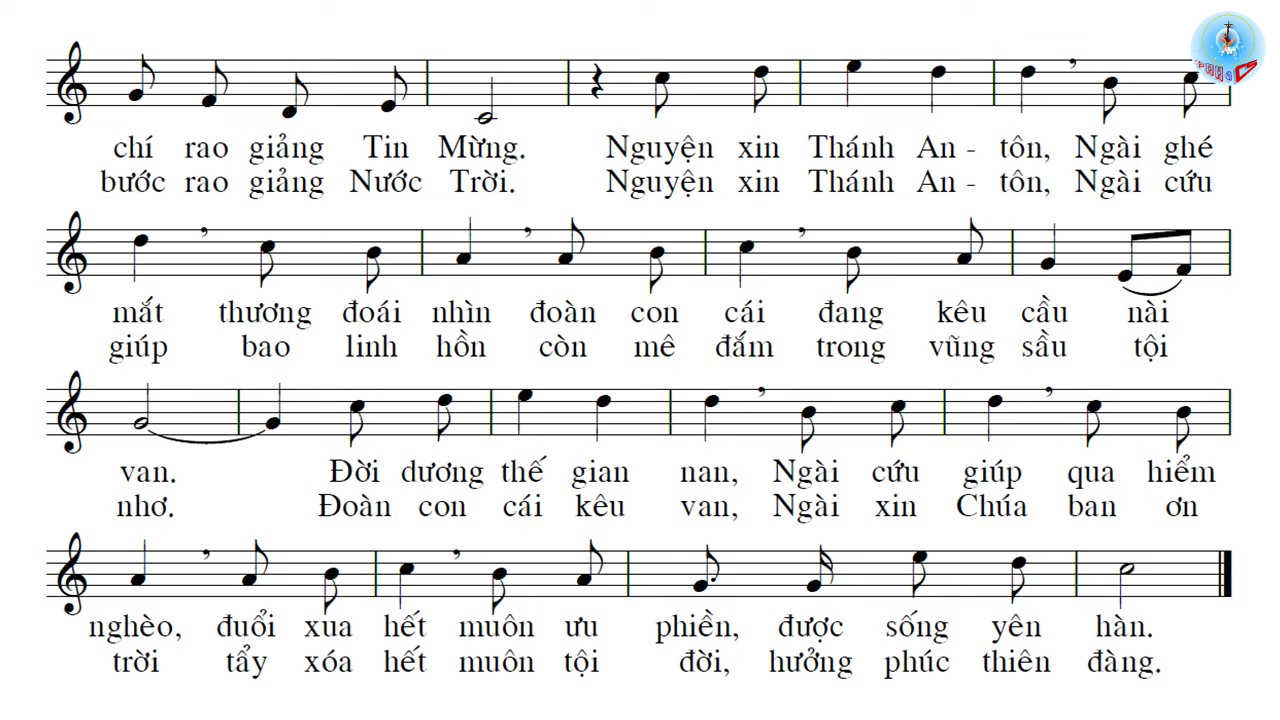 chí rao giảng Tin Mừng. Nguyện xin Thánh An - tôn, Ngài ghé
bước rao giảng Nước Trời. Nguyện xin Thánh An - tôn, Ngài cứu
mắt thương đoái nhìn đoàn con cái đang kêu cầu nài
giúp bao linh hồn còn mê đắm trong vũng sầu tội
van. Đời dương thế gian nan, Ngài cứu giúp qua hiểm
nhơ. Đoàn con cái kêu van, Ngài xin Chúa ban ơn
nghèo, đuổi xua hết muôn ưu phiền, được sống yên hàn.
trời tẩy xóa hết muôn tội đời, hưởng phúc thiên đàng.